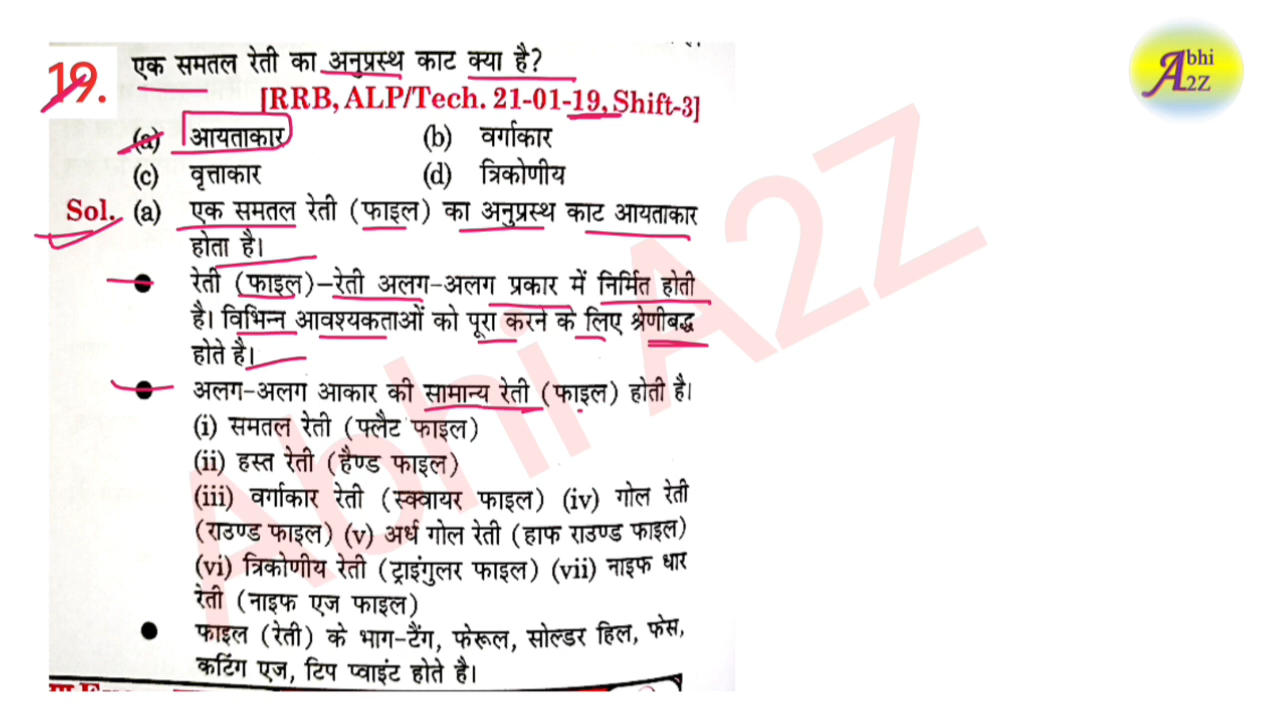 Abhi
A2Z
19. एक समतल रेती का अनुप्रस्थ काट क्या है?
[RRB, ALP/Tech. 21-01-19, Shift-3]
(a) आयताकार (b) वर्गाकार
(c) वृत्ताकार (d) त्रिकोणीय
Sol. (a) एक समतल रेती (फाइल) का अनुप्रस्थ काट आयताकार
होता है।
● रेती (फाइल)–रेती अलग-अलग प्रकार में निर्मित होती
है। विभिन्न आवश्यकताओं को पूरा करने के लिए श्रेणीबद्ध
होते है।
● अलग-अलग आकार की सामान्य रेती (फाइल) होती है।
(i) समतल रेती (फ्लैट फाइल)
(ii) हस्त रेती (हैण्ड फाइल)
(iii) वर्गाकार रेती (स्क्वायर फाइल) (iv) गोल रेती
(राउण्ड फाइल) (v) अर्ध गोल रेती (हाफ राउण्ड फाइल)
(vi) त्रिकोणीय रेती (ट्राइंगुलर फाइल) (vii) नाइफ धार
रेती (नाइफ एज फाइल)
● फाइल (रेती) के भाग-टैंग, फेरूल, सोल्डर हिल, फेस,
कटिंग एज, टिप प्वाइंट होते है।
Abhi A2Z